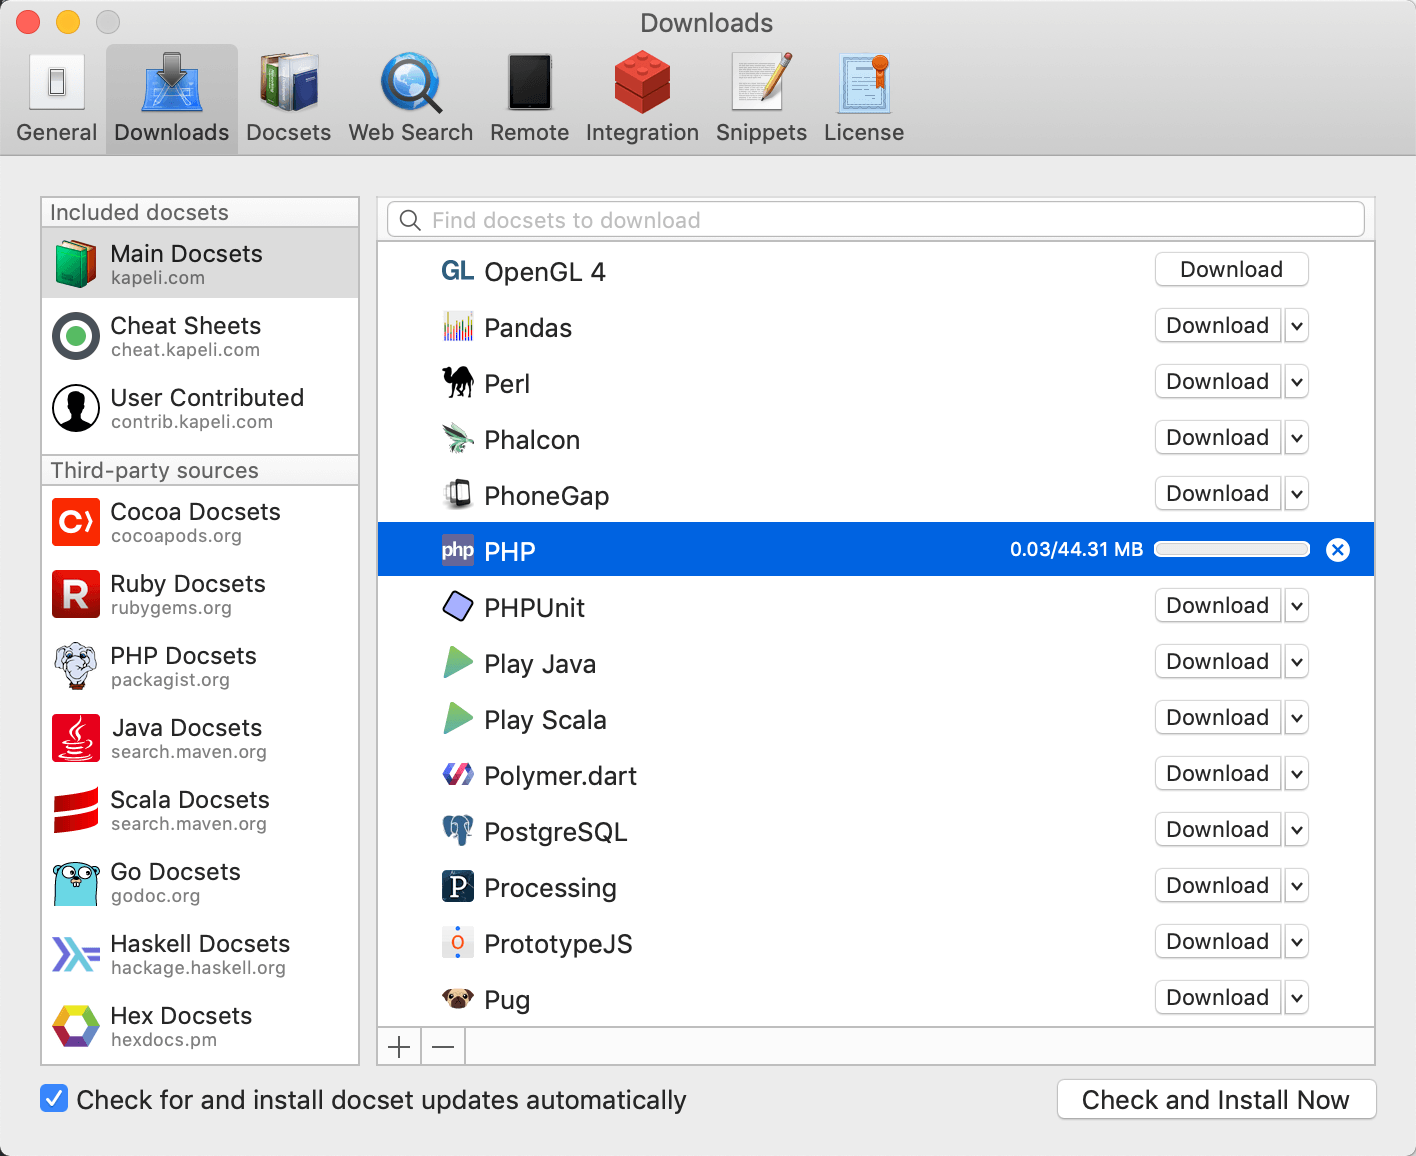 Downloads
General
Downloads
Docsets
Web Search
Remote
Integration
Snippets
License
Included docsets
Main Docsets
kapeli.com
Cheat Sheets
cheat.kapeli.com
User Contributed
contrib.kapeli.com
Third-party sources
Cocoa Docsets
cocoapods.org
Ruby Docsets
rubygems.org
PHP Docsets
packagist.org
Java Docsets
search.maven.org
Scala Docsets
search.maven.org
Go Docsets
godoc.org
Haskell Docsets
hackage.haskell.org
Hex Docsets
hexdocs.pm
Find docsets to download
GL OpenGL 4 Download
Pandas Download
Perl Download
Phalcon Download
PhoneGap Download
php PHP 0.03/44.31 MB
PHPUnit Download
Play Java Download
Play Scala Download
Polymer.dart Download
PostgreSQL Download
P Processing Download
PrototypeJS Download
Pug Download
Check for and install docset updates automatically
Check and Install Now